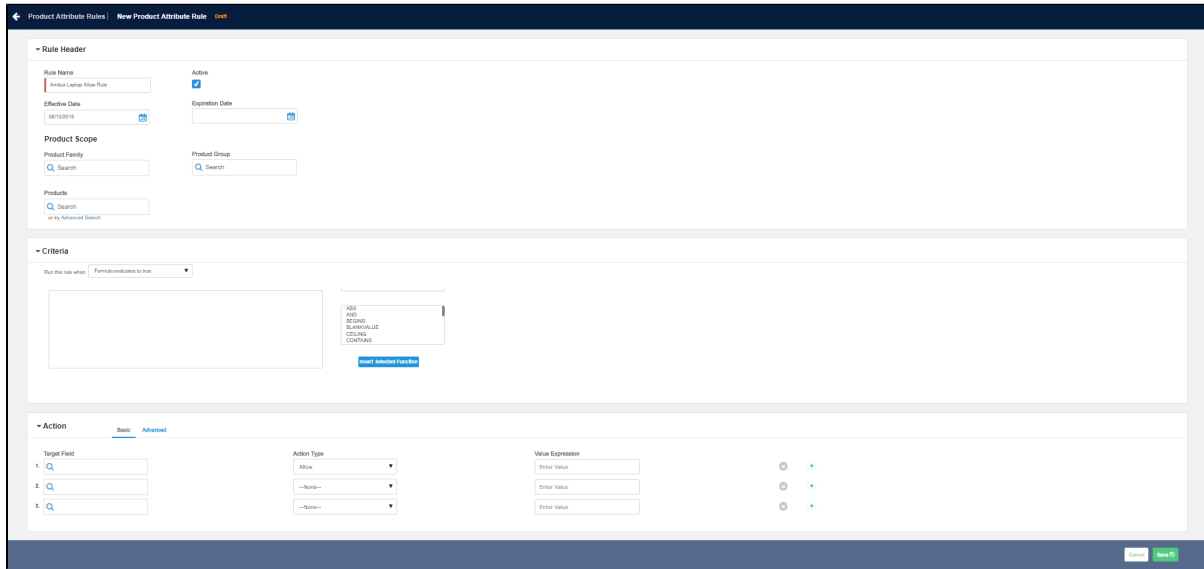 Product Attribute Rules | New Product Attribute Rule Draft
Rule Header
Rule Name Active
Amitus Laptop Allow Rule
Effective Date Expiration Date
06/10/2015
Product Scope
Product Family Product Group
Search Search
Products
Search
or try Advanced Search
Criteria
Run this rule when Formula evaluates to true
ABS
AND
BEGINS
BLANKVALUE
CEILING
CONTAINS
Insert Selected Function
Action Basic Advanced
Target Field Action Type Value Expression
1. Allow Enter Value
2. --None-- Enter Value
3. --None-- Enter Value
Cancel Save